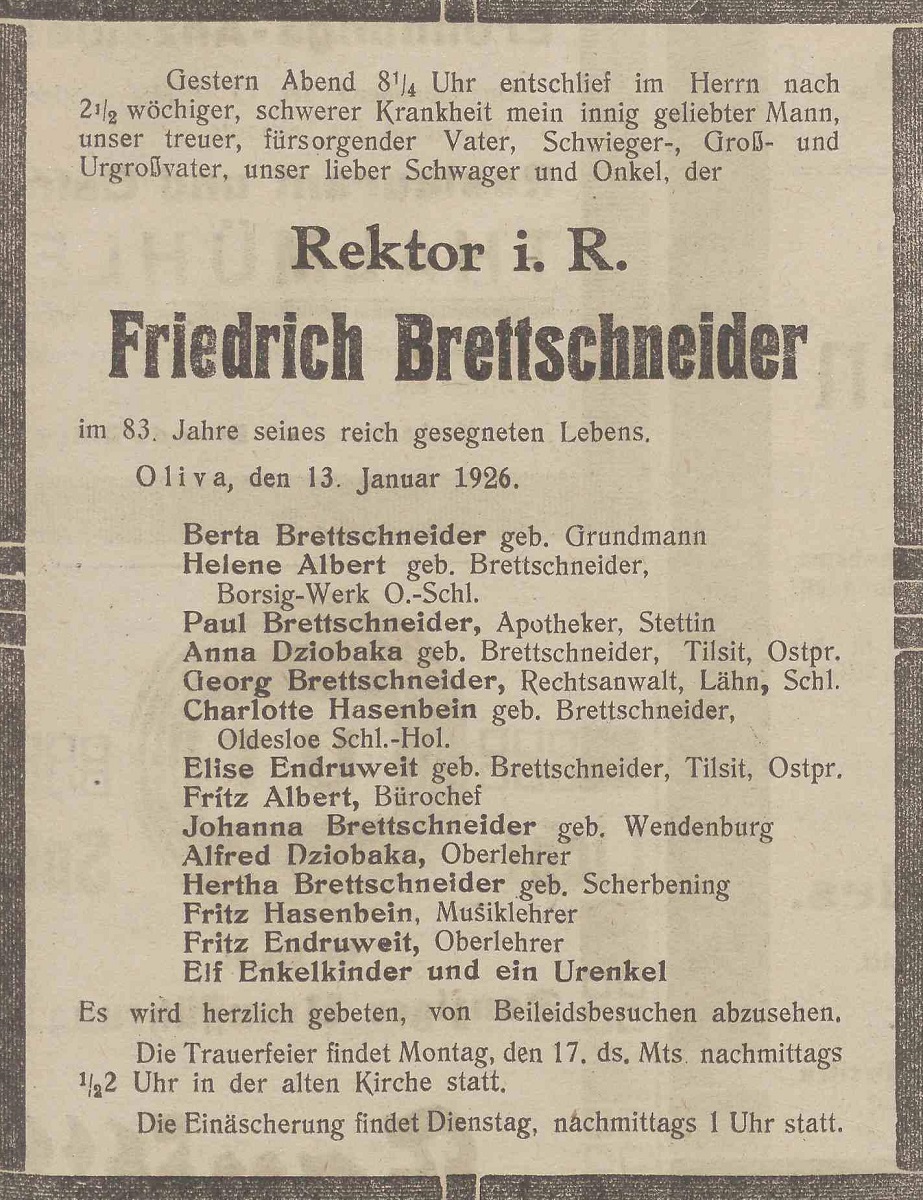 Gestern Abend 8¼ Uhr entschlief im Herrn nach
2½ wöchiger, schwerer Krankheit mein innig geliebter Mann,
unser treuer, fürsorgender Vater, Schwieger-, Groß- und
Urgroßvater, unser lieber Schwager und Onkel, der
Rektor i. R.
Friedrich Brettschneider
im 83. Jahre seines reich gesegneten Lebens.
Oliva, den 13. Januar 1926.
Berta Brettschneider geb. Grundmann
Helene Albert geb. Brettschneider,
Borsig-Werk O.-Schl.
Paul Brettschneider, Apotheker, Stettin
Anna Dziobaka geb. Brettschneider, Tilsit, Ostpr.
Georg Brettschneider, Rechtsanwalt, Lähn, Schl.
Charlotte Hasenbein geb. Brettschneider,
Oldesloe Schl.-Hol.
Elise Endruweit geb. Brettschneider, Tilsit, Ostpr.
Fritz Albert, Bürochef
Johanna Brettschneider geb. Wendenburg
Alfred Dziobaka, Oberlehrer
Hertha Brettschneider geb. Scherbening
Fritz Hasenbein, Musiklehrer
Fritz Endruweit, Oberlehrer
Elf Enkelkinder und ein Urenkel
Es wird herzlich gebeten, von Beileidsbesuchen abzusehen.
Die Trauerfeier findet Montag, den 17. ds. Mts. nachmittags
½2 Uhr in der alten Kirche statt.
Die Einäscherung findet Dienstag, nachmittags 1 Uhr statt.